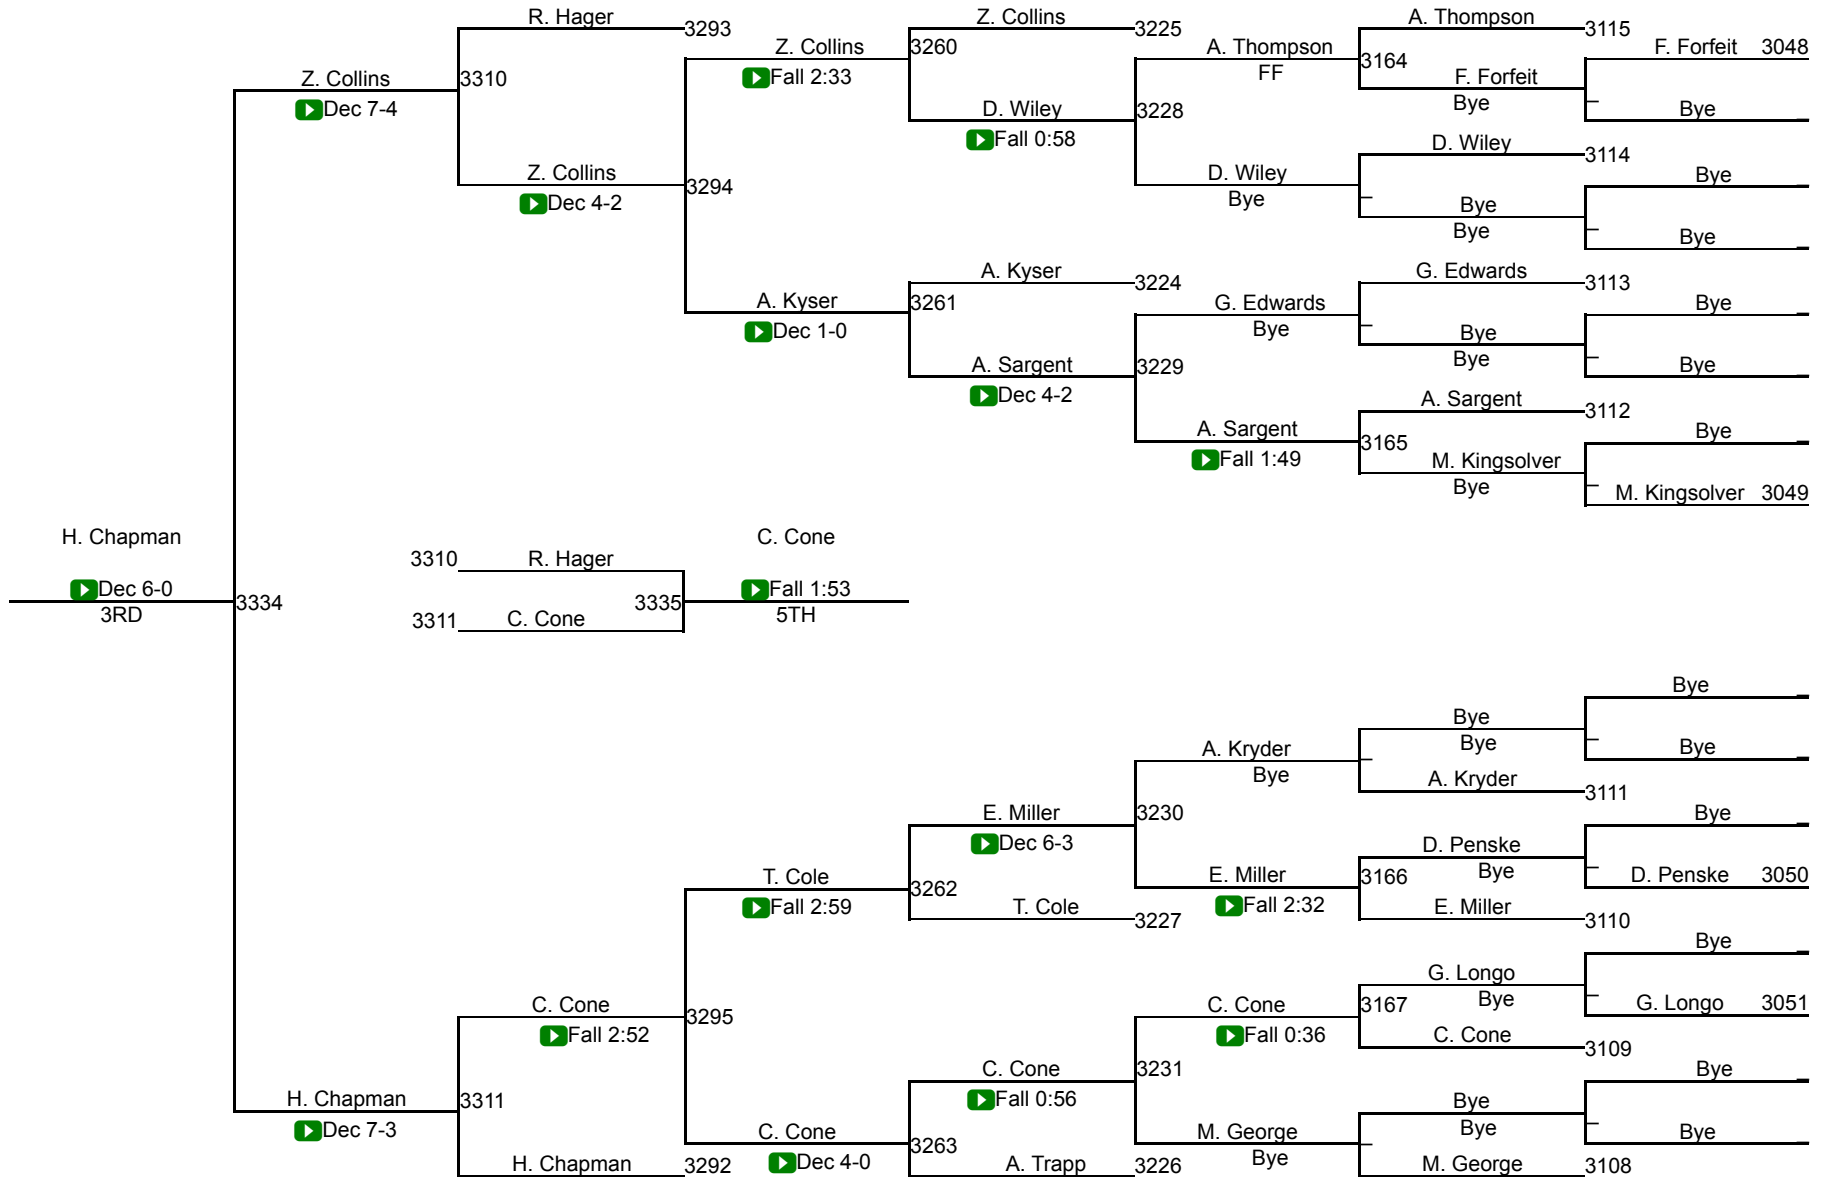 R. Hager 3293
Z. Collins 3225
A. Thompson 3115
Z. Collins 3260
A. Thompson
F. Forfeit 3048
Z. Collins 3310
Fall 2:33
FF
3164
F. Forfeit
Dec 7-4
D. Wiley 3228
Bye
Bye _
Fall 0:58
D. Wiley 3114
Z. Collins 3294
D. Wiley
Bye _
Dec 4-2
Bye
Bye
Bye
Bye _
A. Kyser 3224
G. Edwards 3113
A. Kyser 3261
G. Edwards
Bye _
Dec 1-0
Bye
Bye
A. Sargent 3229
Bye
Bye _
Dec 4-2
A. Sargent 3112
A. Sargent 3165
Bye _
Fall 1:49
M. Kingsolver
Bye
M. Kingsolver 3049
H. Chapman
C. Cone
3310 R. Hager
Dec 6-0
Fall 1:53
3334
3335
3RD
3311 C. Cone
5TH
Bye _
Bye
A. Kryder
Bye
Bye _
Bye
A. Kryder 3111
E. Miller 3230
Bye _
Dec 6-3
D. Penske
T. Cole 3262
E. Miller 3166
Bye
D. Penske 3050
Fall 2:59
T. Cole 3227
Fall 2:32
E. Miller 3110
Bye _
G. Longo
C. Cone 3295
C. Cone 3167
Bye
G. Longo 3051
Fall 2:52
Fall 0:36
C. Cone 3109
C. Cone 3231
Bye _
H. Chapman 3311
Fall 0:56
Bye
Dec 7-3
C. Cone 3263
M. George
Bye
Bye _
H. Chapman 3292
Dec 4-0
A. Trapp 3226
Bye
M. George 3108